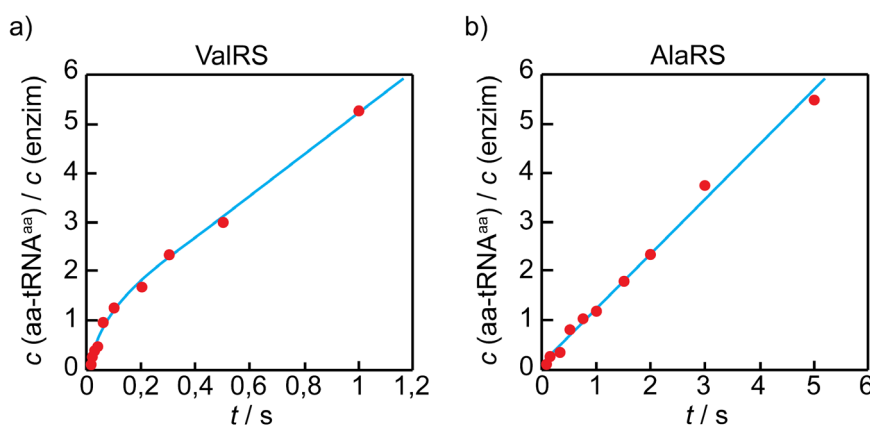 a)
ValRS
c (aa-tRNAᵃᵃ) / c (enzim)
6
5
4
3
2
1
0
0 0,2 0,4 0,6 0,8 1 1,2
t / s
b)
AlaRS
c (aa-tRNAᵃᵃ) / c (enzim)
6
5
4
3
2
1
0
0 1 2 3 4 5 6
t / s